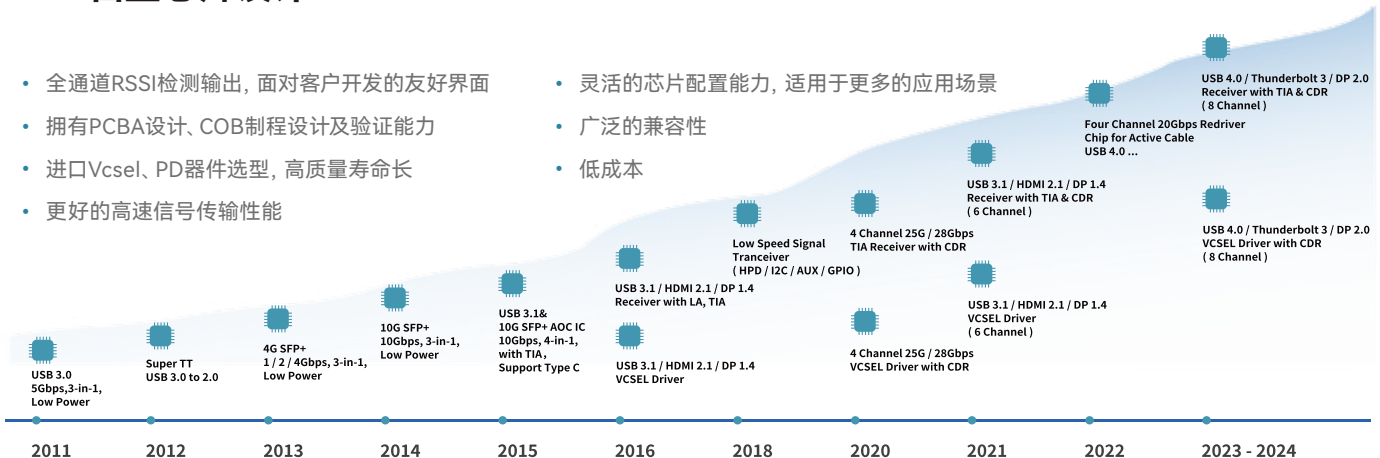 • 全通道RSSI检测输出, 面对客户开发的友好界面
• 拥有PCBA设计、COB制程设计及验证能力
• 进口Vcsel、PD器件选型, 高质量寿命长
• 更好的高速信号传输性能
• 灵活的芯片配置能力, 适用于更多的应用场景
• 广泛的兼容性
• 低成本
USB 3.0
5Gbps,3-in-1,
Low Power
Super TT
USB 3.0 to 2.0
4G SFP+
1 / 2 / 4Gbps, 3-in-1,
Low Power
10G SFP+
10Gbps, 3-in-1,
Low Power
USB 3.1&
10G SFP+ AOC IC
10Gbps, 4-in-1,
with TIA,
Support Type C
USB 3.1 / HDMI 2.1 / DP 1.4
Receiver with LA, TIA
USB 3.1 / HDMI 2.1 / DP 1.4
VCSEL Driver
Low Speed Signal
Tranceiver
( HPD / I2C / AUX / GPIO )
4 Channel 25G / 28Gbps
TIA Receiver with CDR
4 Channel 25G / 28Gbps
VCSEL Driver with CDR
USB 3.1 / HDMI 2.1 / DP 1.4
Receiver with TIA & CDR
( 6 Channel )
USB 3.1 / HDMI 2.1 / DP 1.4
VCSEL Driver
( 6 Channel )
Four Channel 20Gbps Redriver
Chip for Active Cable
USB 4.0 ...
USB 4.0 / Thunderbolt 3 / DP 2.0
Receiver with TIA & CDR
( 8 Channel )
USB 4.0 / Thunderbolt 3 / DP 2.0
VCSEL Driver with CDR
( 8 Channel )
2011
2012
2013
2014
2015
2016
2018
2020
2021
2022
2023 - 2024